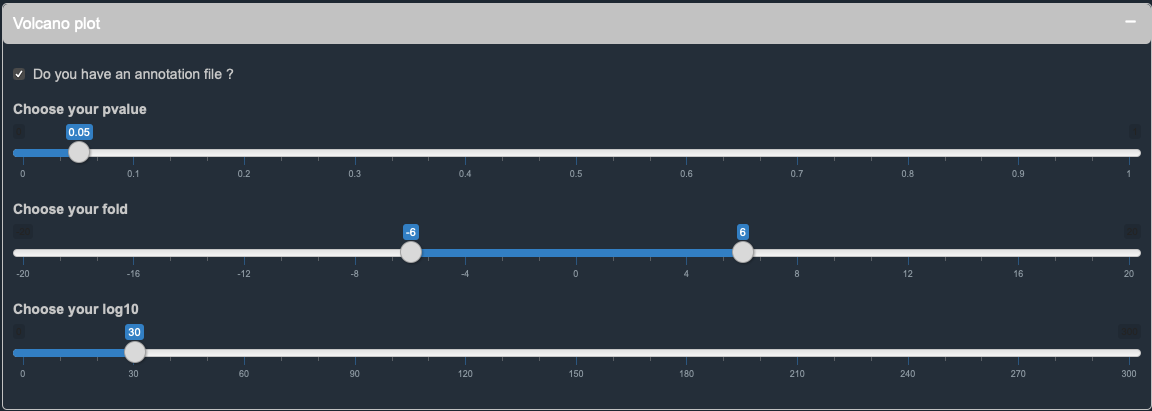 Volcano plot
Do you have an annotation file ?
Choose your pvalue
0.05
0 0.1 0.2 0.3 0.4 0.5 0.6 0.7 0.8 0.9 1
Choose your fold
-6 6
-20 -16 -12 -8 -4 0 4 8 12 16 20
Choose your log10
30
0 30 60 90 120 150 180 210 240 270 300